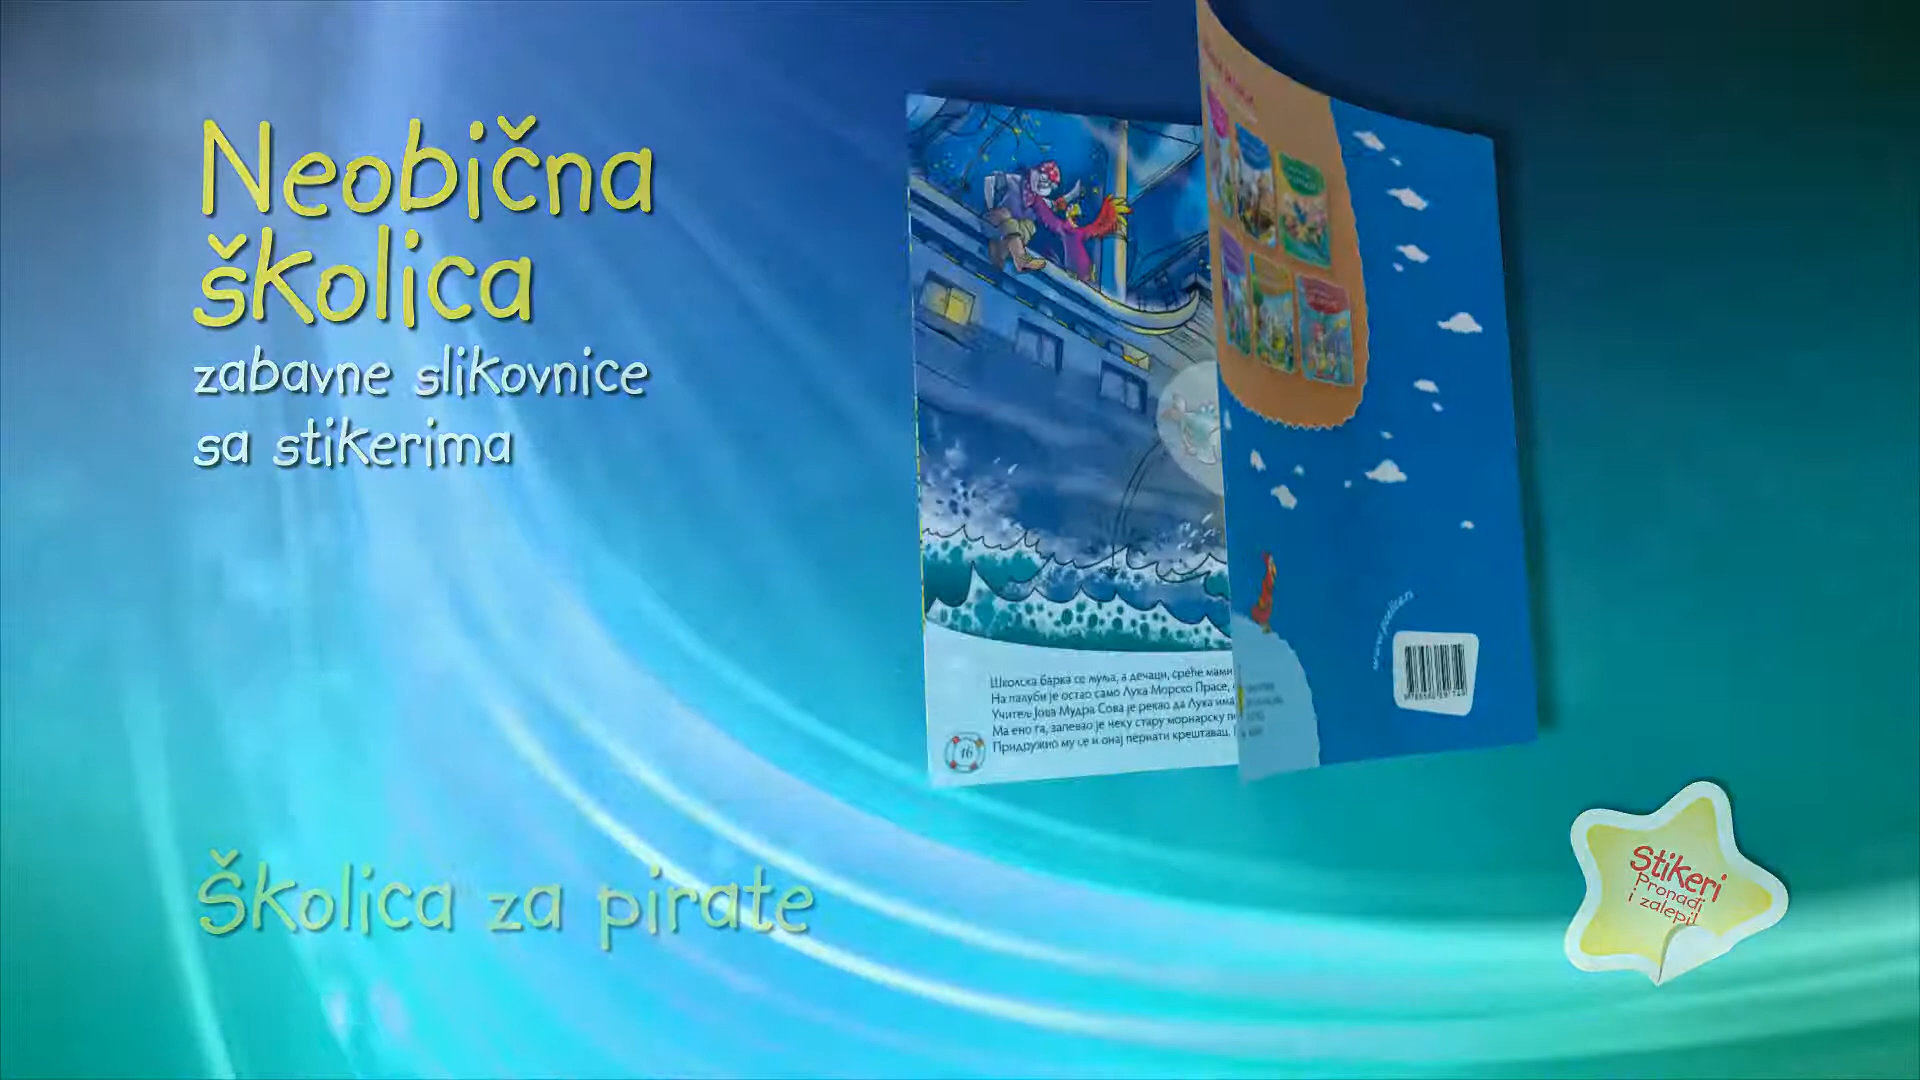 Neobična
školica
zabavne slikovnice
sa stikerima
Школска барка се љуља, а дечаци, срећe мами
На палуби је остао само Лука Морско Прасе,
Учитељ Јова Мудра Сова је рекао да Лука има
Ма ено га, запевао је неку стару морнарску
Придружио му се и онај пернати крештавац.
16
Školica za pirate
Stikeri
Pronađi
i zalepi!